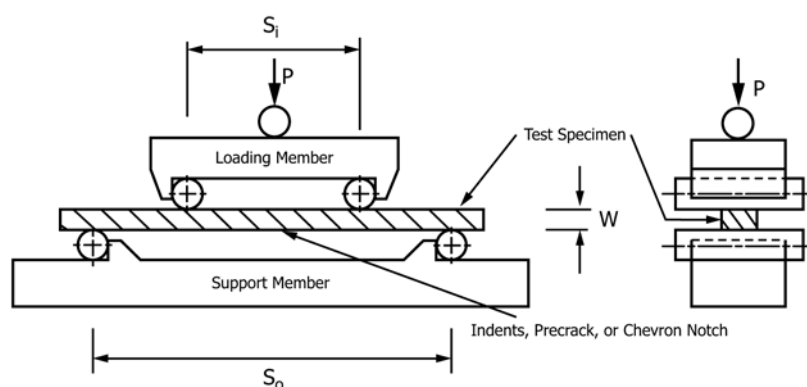 Si
P
P
Loading Member
Test Specimen
W
Support Member
Indents, Precrack, or Chevron Notch
So